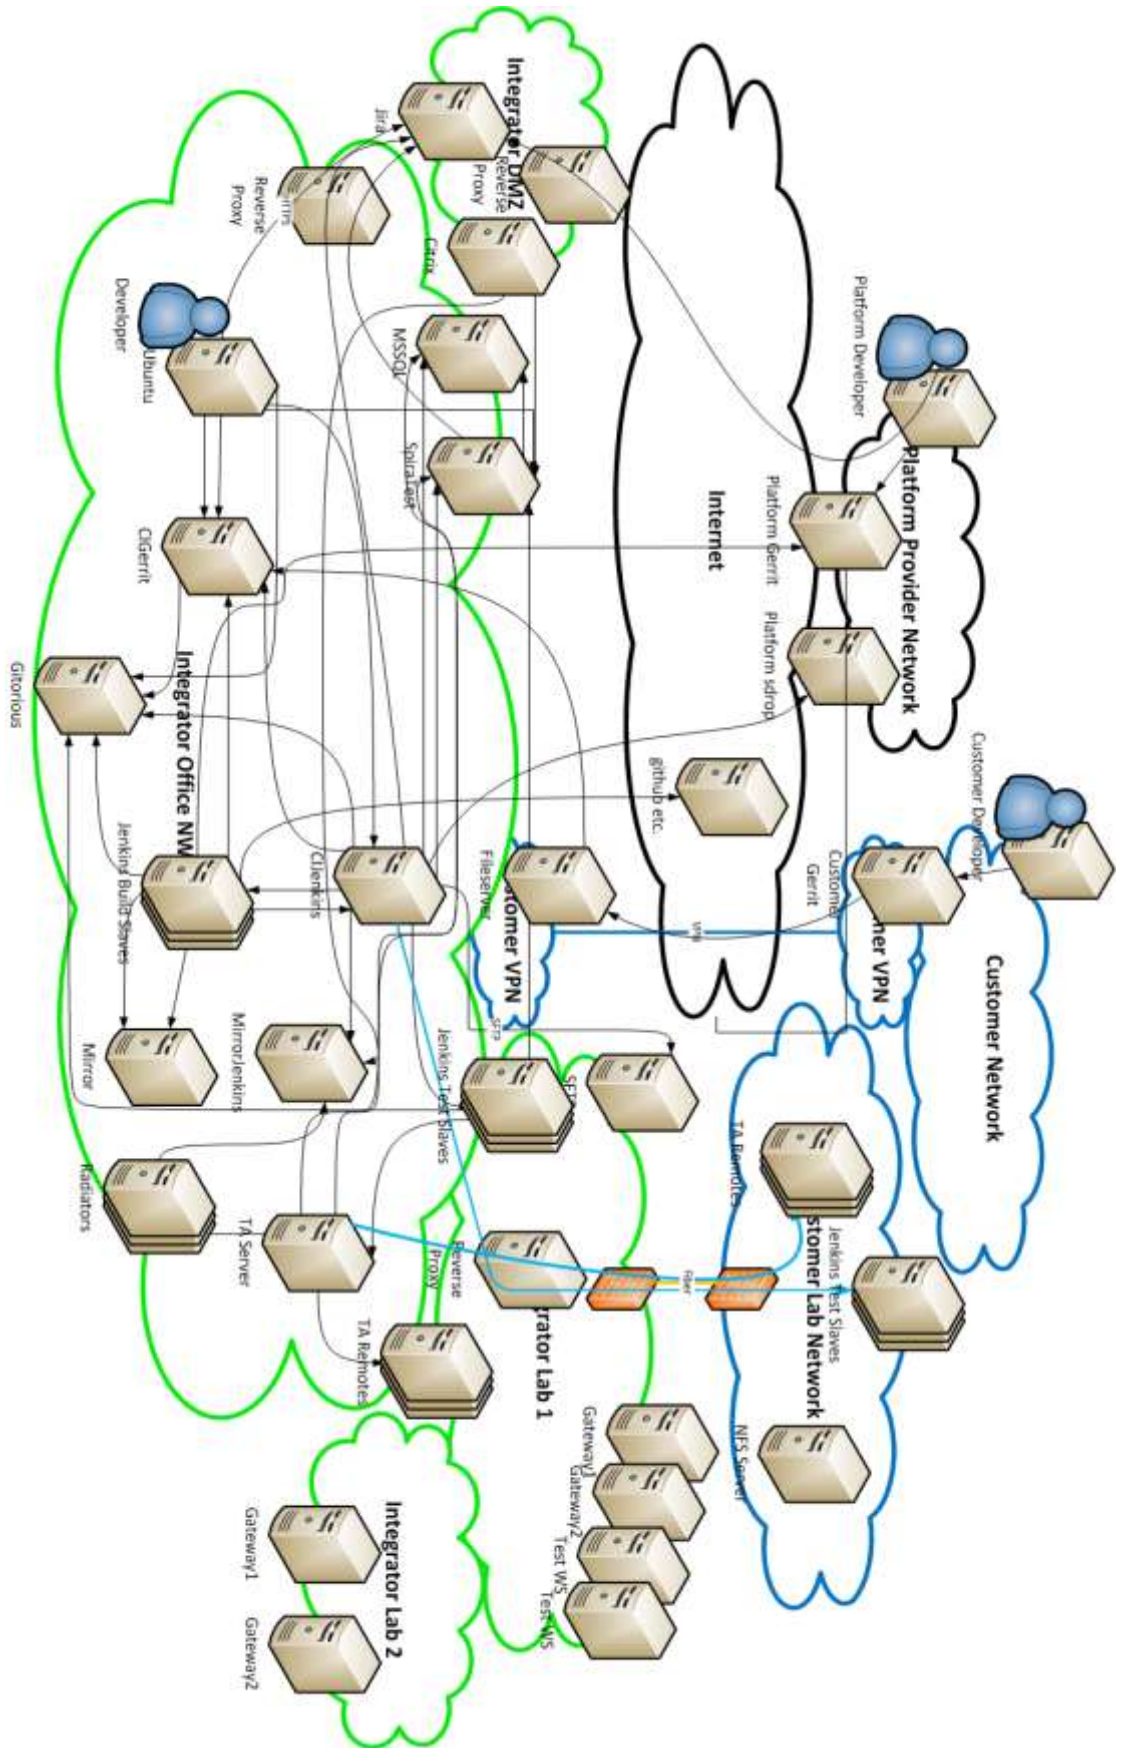 Integrator DMZ
Jira
Reverse
Proxy
Citrix
Reverse
Proxy
HTTPS
Developer
Ubuntu
MSSQL
SpiraTest
CIGerrit
Gitorious
Integrator Office NW
Jenkins Build Slaves
CIJenkins
Mirror
MirrorJenkins
Radiators
TA Server
TA Remotes
Internet
Platform Developer
Platform Provider Network
Platform Gerrit
Platform sdrop
github etc.
Customer Developer
Customer
Gerrit
Customer Network
Fileserver
VPN
SFTP
Jenkins Test Slaves
Reverse
Proxy
Fiber
TA Remotes
Jenkins Test Slaves
NFS Server
Gateway1
Gateway2
Test WS
Test WS
Integrator Lab 2
Gateway1
Gateway2